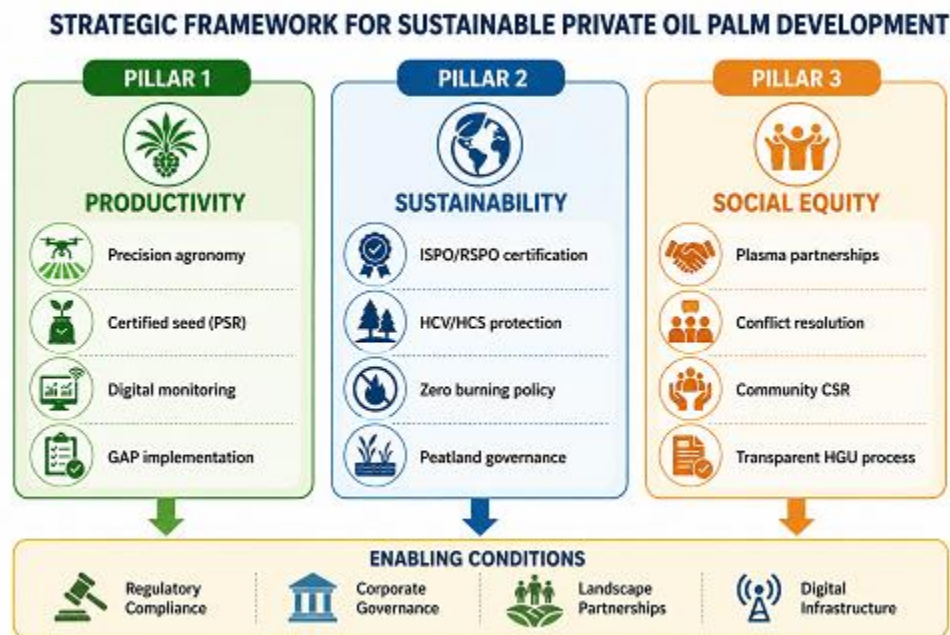 STRATEGIC FRAMEWORK FOR SUSTAINABLE PRIVATE OIL PALM DEVELOPMENT
PILLAR 1
PRODUCTIVITY
Precision agronomy
Certified seed (PSR)
Digital monitoring
GAP implementation
PILLAR 2
SUSTAINABILITY
ISPO/RSPO certification
HCV/HCS protection
Zero burning policy
Peatland governance
PILLAR 3
SOCIAL EQUITY
Plasma partnerships
Conflict resolution
Community CSR
Transparent HGU process
ENABLING CONDITIONS
Regulatory
Compliance
Corporate
Governance
Landscape
Partnerships
Digital
Infrastructure